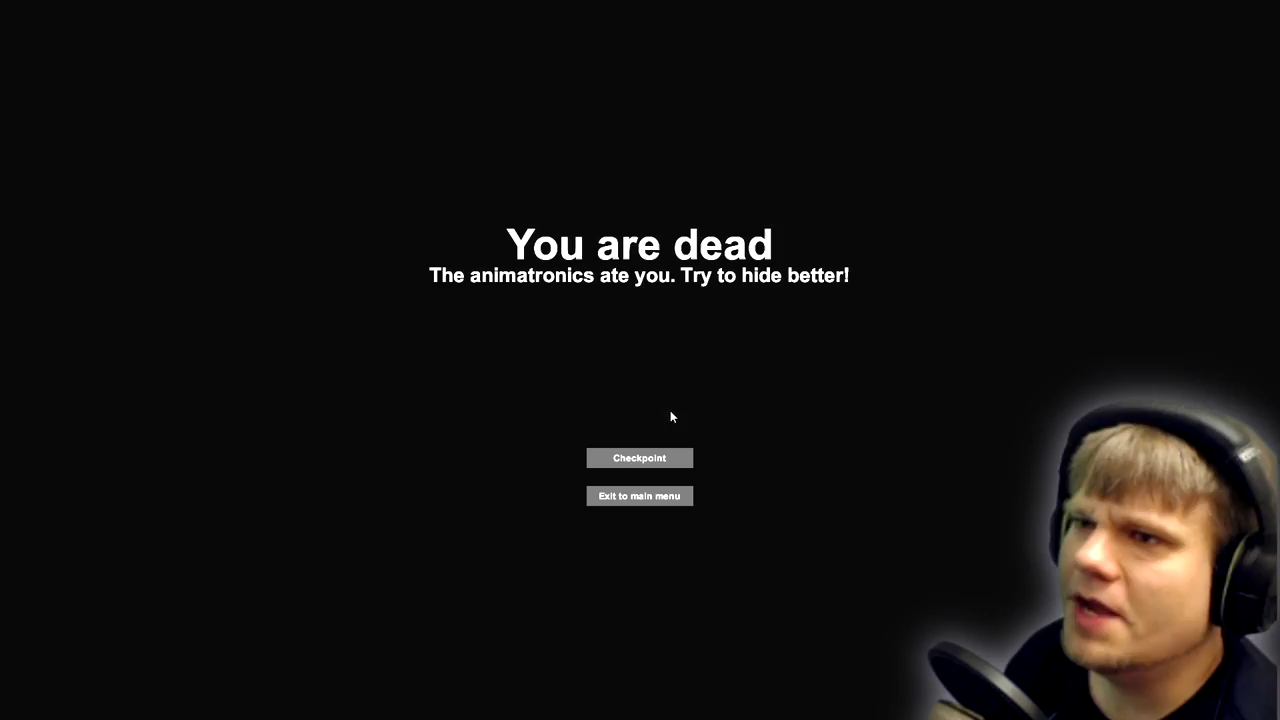 You are dead
The animatronics ate you. Try to hide better!
Checkpoint
Exit to main menu